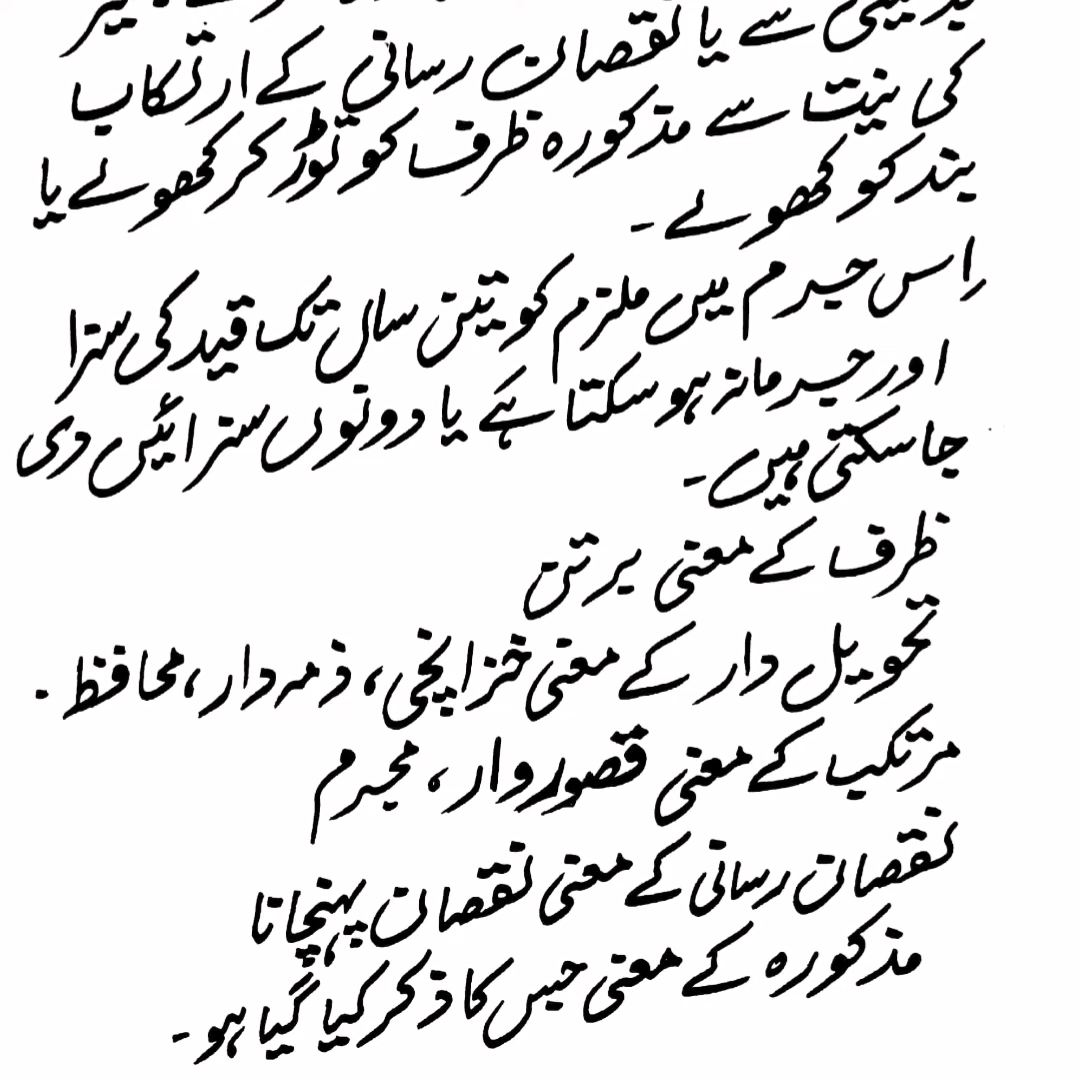 بدنیتی سے یا نقصان رسانی کے ارتکاب
کی نیت سے مذکورہ ظرف کو توڑ کر کھولے یا
بند کو کھولے ۔
اِس جرم میں ملزم کو تین سال تک قید کی سزا
اور جرمانہ ہو سکتا ہَے یا دونوں سزائیں دی
جا سکتی ہیں ۔
ظرف کے معنی برتن
تحویل دار کے معنی خزانچی، ذمہ دار، محافظ ۔
مرتکب کے معنی قصوروار، مجرم
نقصان رسانی کے معنی نقصان پہنچانا
مذکورہ کے معنی جس کا ذکر کیا گیا ہو ۔